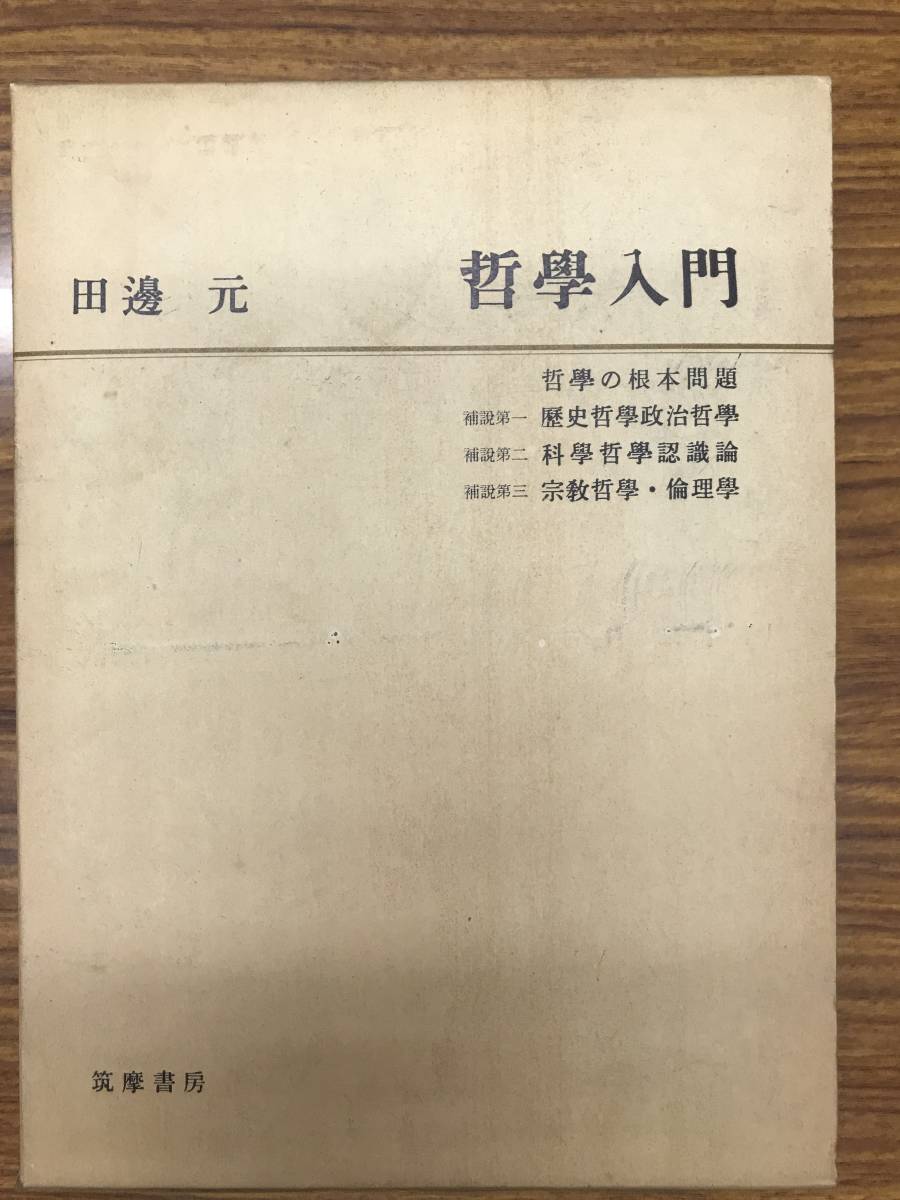 田邊 元
哲學入門
哲學の根本問題
補説第一 歷史哲學政治哲學
補説第二 科學哲學認識論
補説第三 宗教哲學・倫理學
筑摩書房